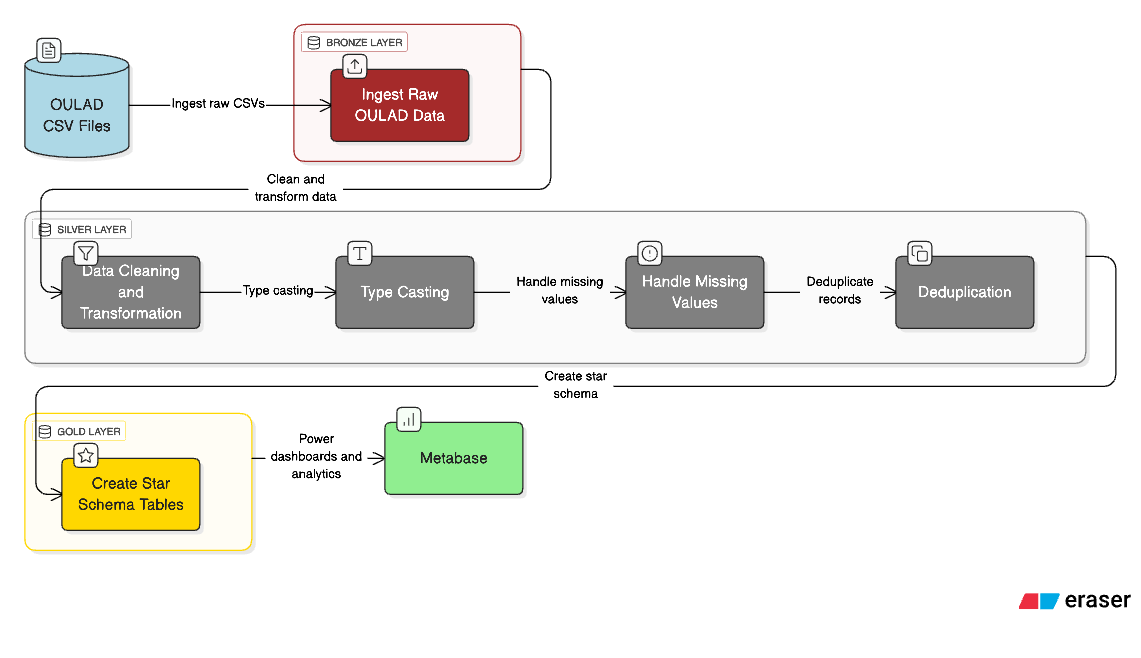 BRONZE LAYER
OULAD
CSV Files
Ingest raw CSVs
Ingest Raw
OULAD Data
Clean and
transform data
SILVER LAYER
Data Cleaning
and
Transformation
Type casting
Type Casting
Handle missing
values
Handle Missing
Values
Deduplicate
records
Deduplication
Create star
schema
GOLD LAYER
Create Star
Schema Tables
Power
dashboards and
analytics
Metabase
eraser